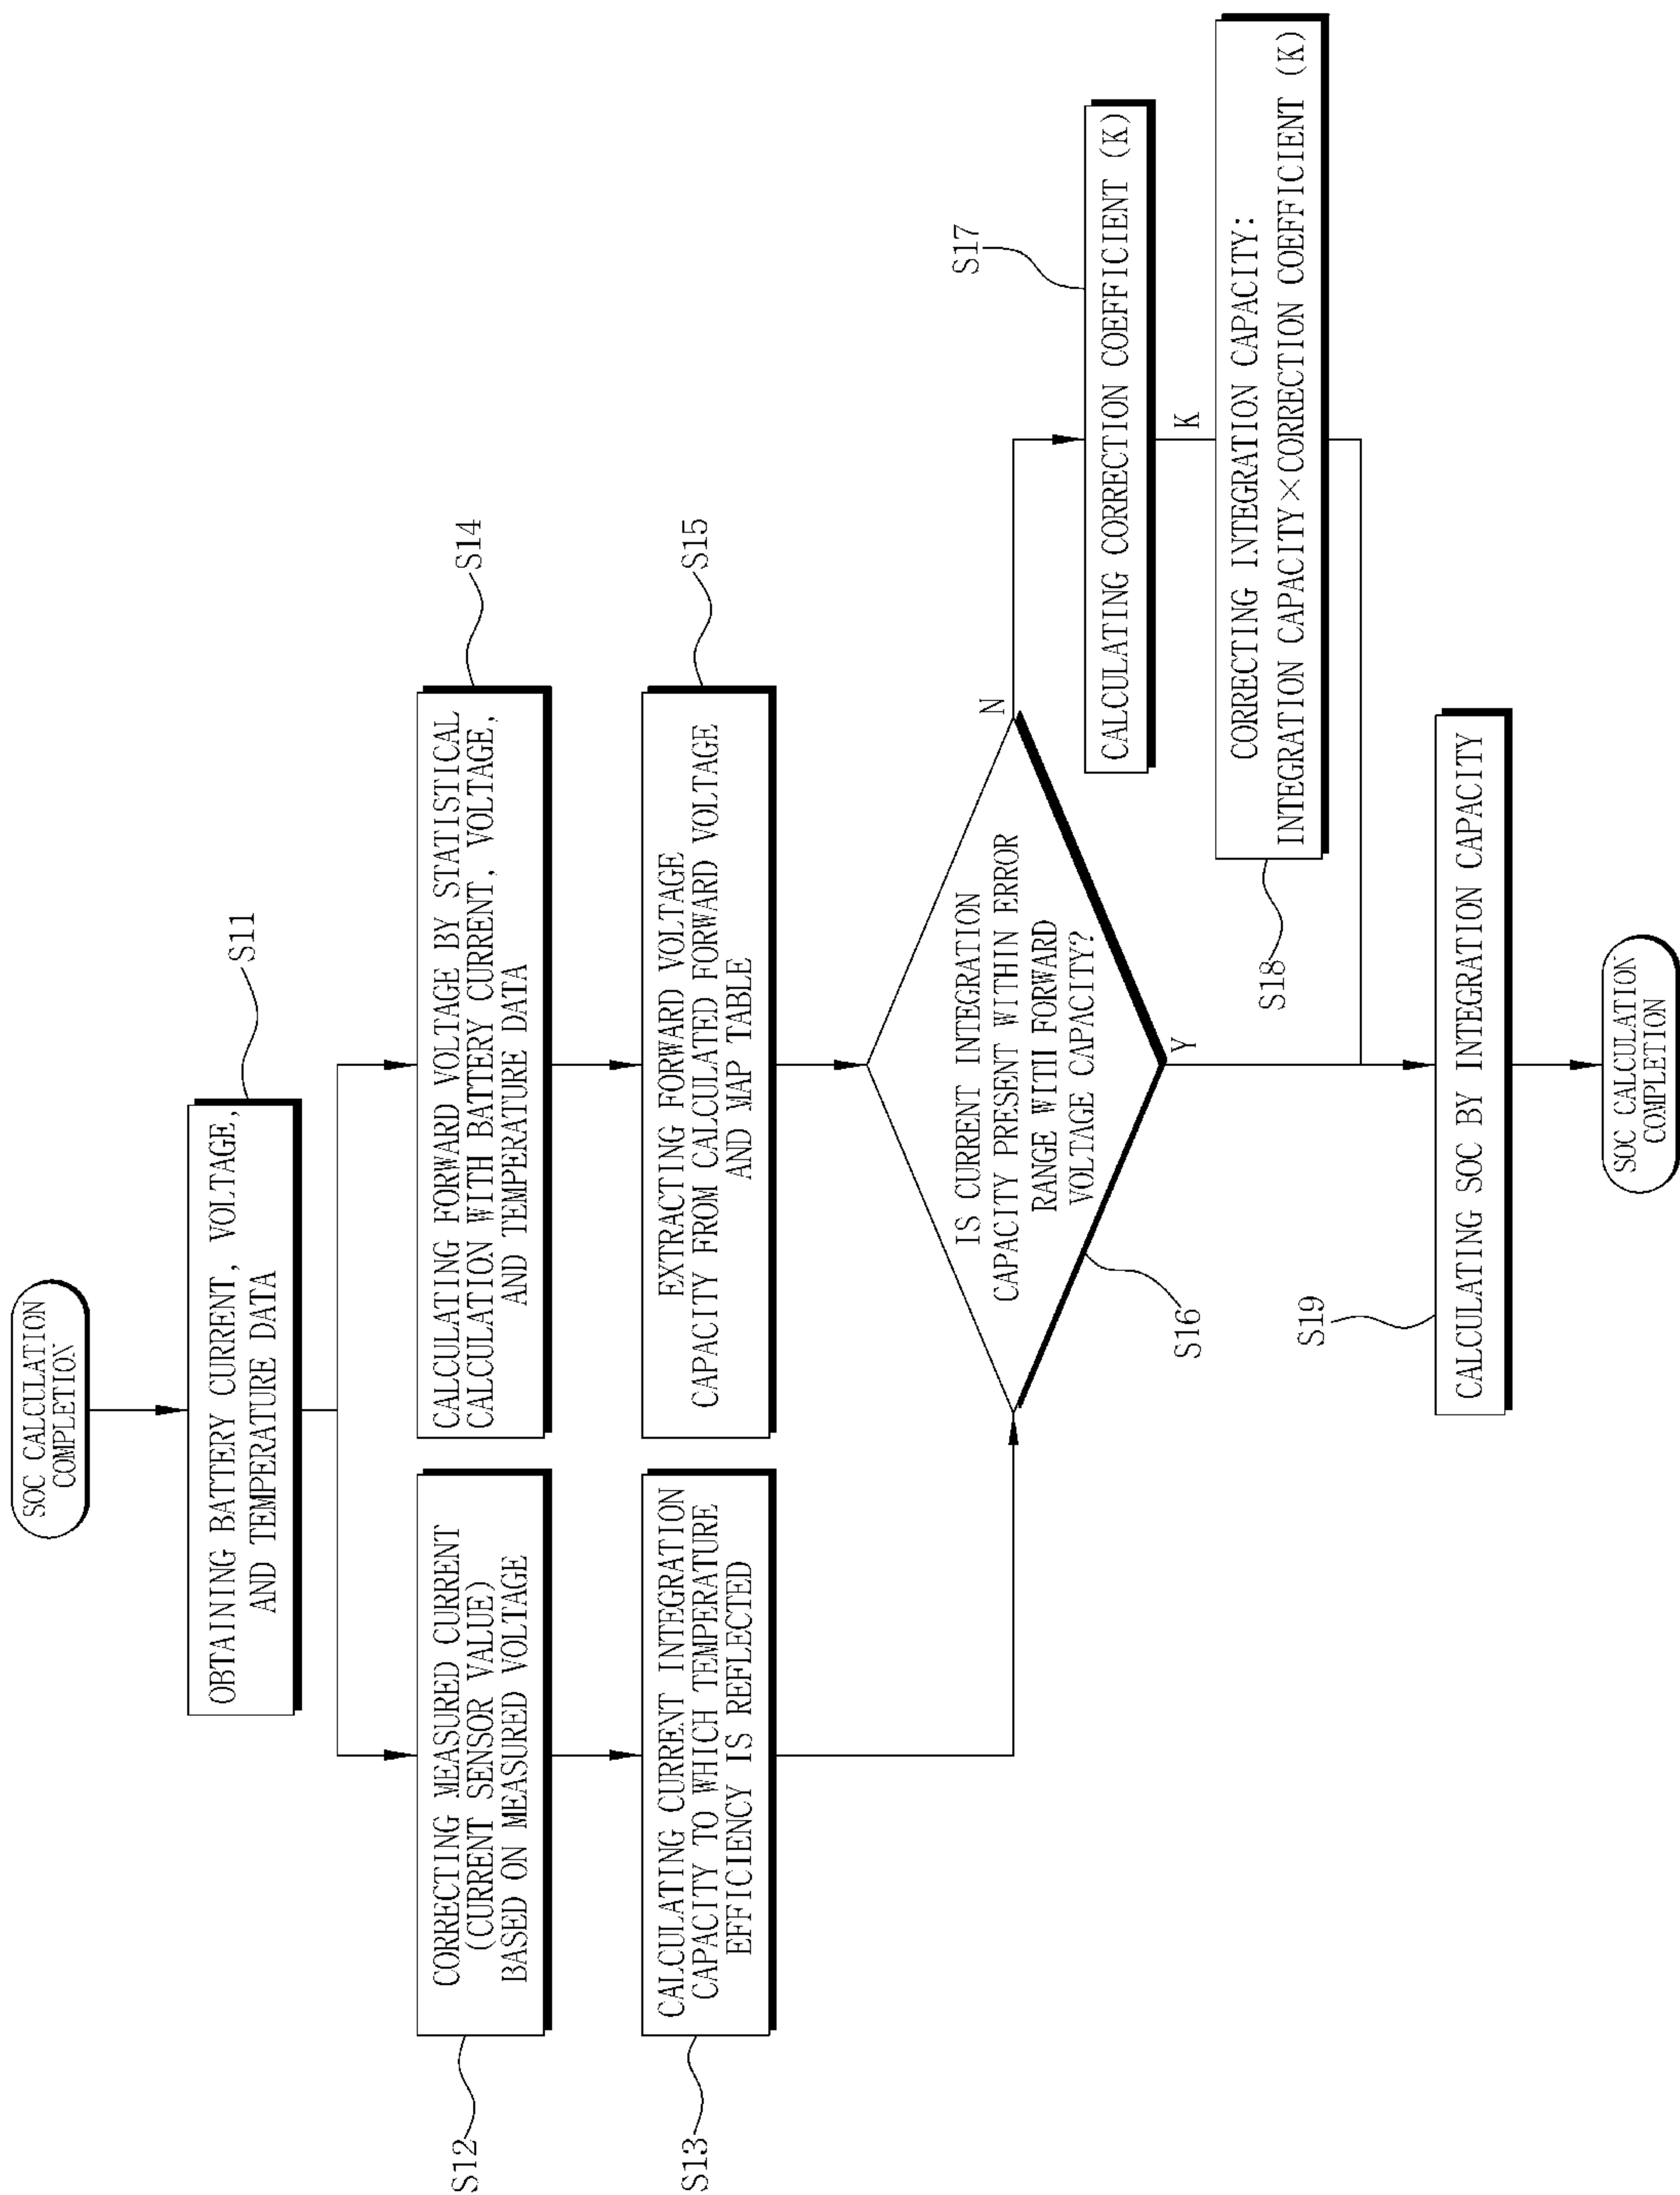 SOC CALCULATION
COMPLETION
OBTAINING BATTERY CURRENT, VOLTAGE,
AND TEMPERATURE DATA
S11
CORRECTING MEASURED CURRENT
(CURRENT SENSOR VALUE)
BASED ON MEASURED VOLTAGE
S12
CALCULATING CURRENT INTEGRATION
CAPACITY TO WHICH TEMPERATURE
EFFICIENCY IS REFLECTED
S13
CALCULATING FORWARD VOLTAGE BY STATISTICAL
CALCULATION WITH BATTERY CURRENT, VOLTAGE,
AND TEMPERATURE DATA
S14
EXTRACTING FORWARD VOLTAGE
CAPACITY FROM CALCULATED FORWARD VOLTAGE
AND MAP TABLE
S15
IS CURRENT INTEGRATION
CAPACITY PRESENT WITHIN ERROR
RANGE WITH FORWARD
VOLTAGE CAPACITY?
S16
N
Y
CALCULATING CORRECTION COEFFICIENT (K)
S17
K
CORRECTING INTEGRATION CAPACITY:
INTEGRATION CAPACITY×CORRECTION COEFFICIENT (K)
S18
CALCULATING SOC BY INTEGRATION CAPACITY
S19
SOC CALCULATION
COMPLETION